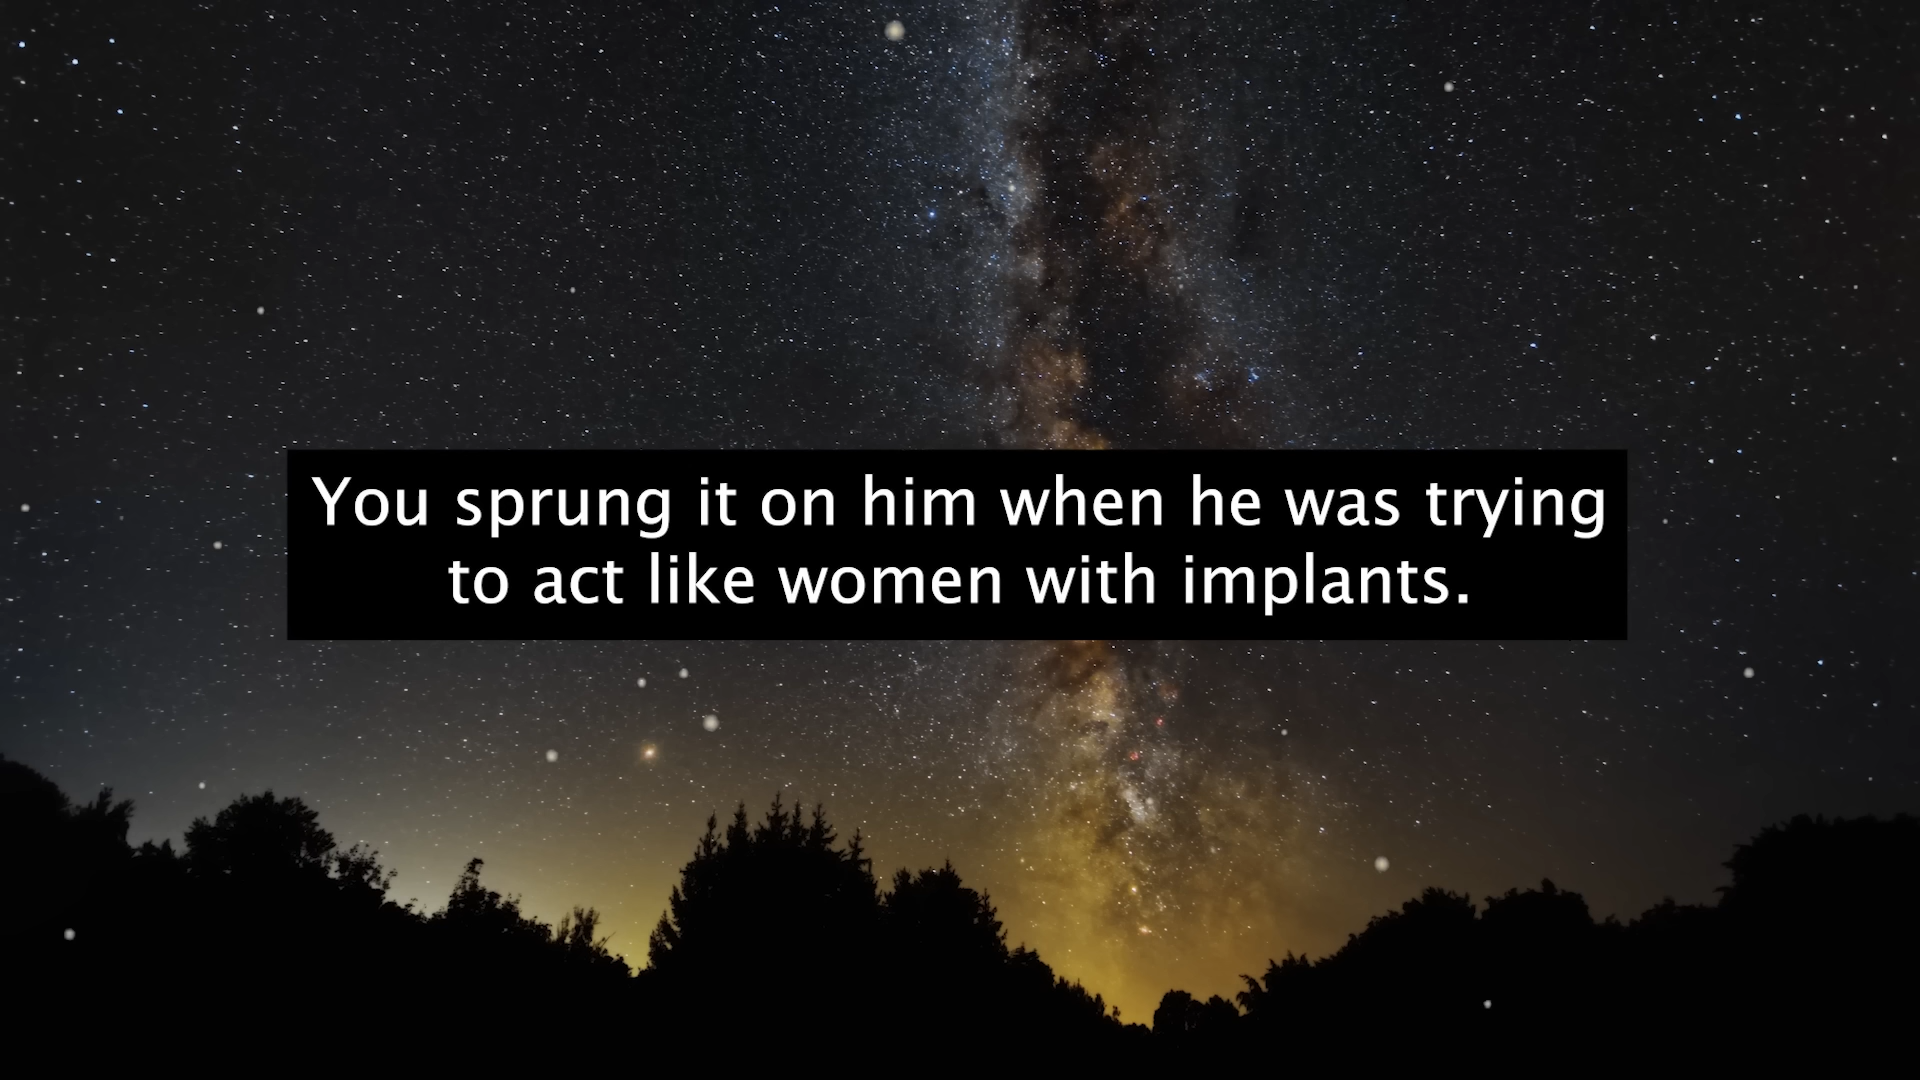 You sprung it on him when he was trying
to act like women with implants.